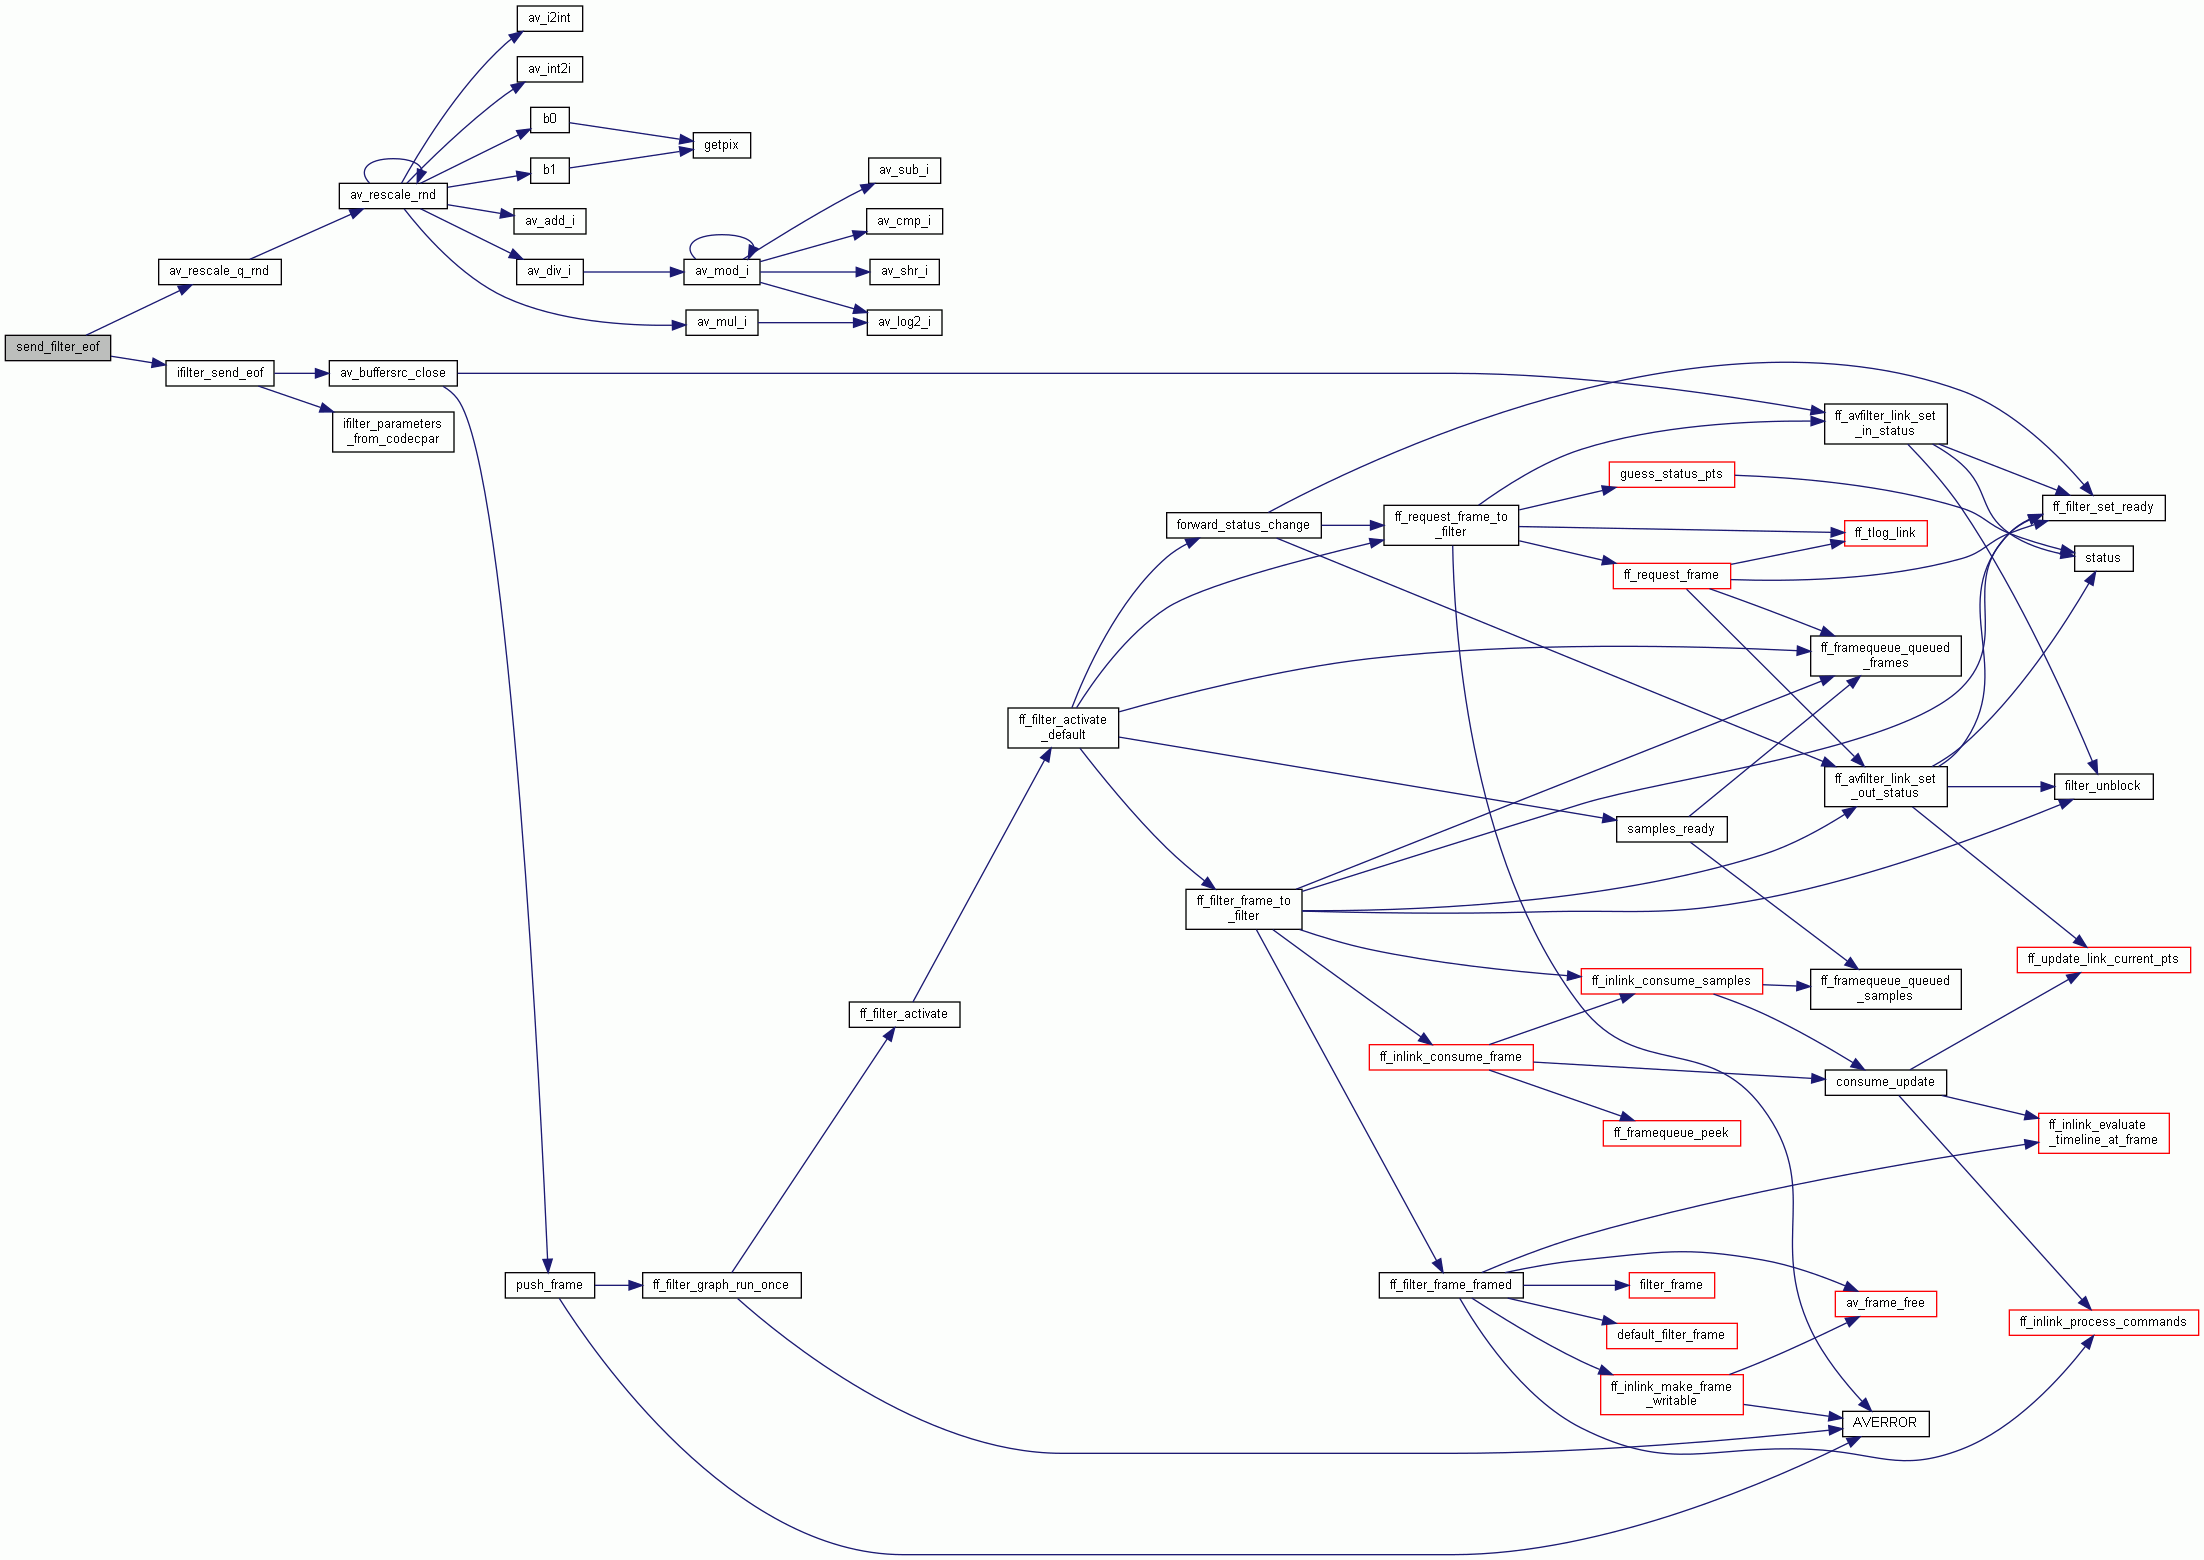 av_i2int
av_int2i
b0
getpix
b1
av_sub_i
av_rescale_rnd
av_add_i
av_cmp_i
av_rescale_q_rnd
av_div_i
av_mod_i
av_shr_i
av_mul_i
av_log2_i
send_filter_eof
ifilter_send_eof
av_buffersrc_close
ifilter_parameters
_from_codecpar
ff_avfilter_link_set
_in_status
guess_status_pts
ff_filter_set_ready
forward_status_change
ff_request_frame_to
_filter
ff_tlog_link
status
ff_request_frame
ff_framequeue_queued
_frames
ff_filter_activate
_default
ff_avfilter_link_set
_out_status
filter_unblock
samples_ready
ff_filter_frame_to
_filter
ff_update_link_current_pts
ff_inlink_consume_samples
ff_framequeue_queued
_samples
ff_filter_activate
ff_inlink_consume_frame
consume_update
ff_framequeue_peek
ff_inlink_evaluate
_timeline_at_frame
push_frame
ff_filter_graph_run_once
ff_filter_frame_framed
filter_frame
av_frame_free
default_filter_frame
ff_inlink_process_commands
ff_inlink_make_frame
_writable
AVERROR